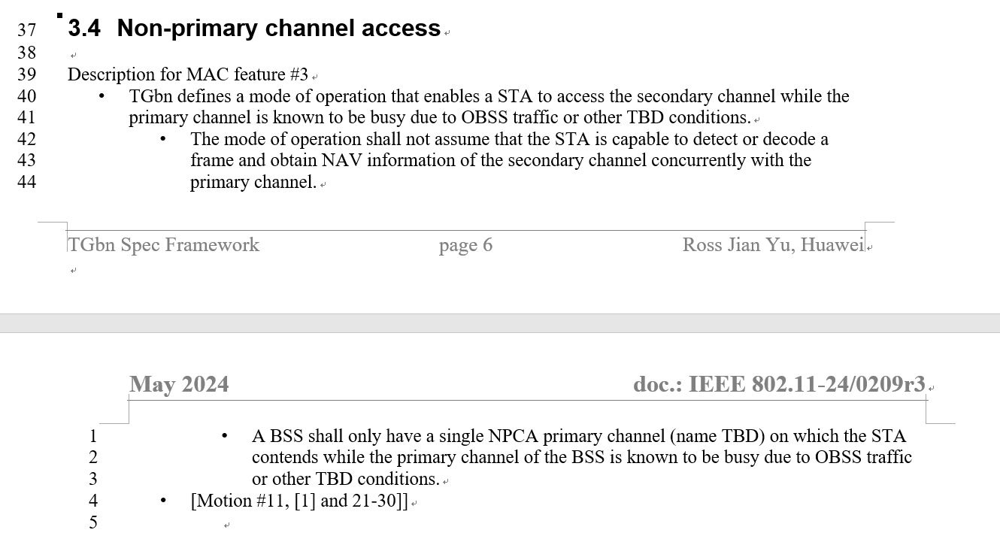 37 3.4 Non-primary channel access
38
39 Description for MAC feature #3
40 • TGbn defines a mode of operation that enables a STA to access the secondary channel while the
41 primary channel is known to be busy due to OBSS traffic or other TBD conditions.
42 • The mode of operation shall not assume that the STA is capable to detect or decode a
43 frame and obtain NAV information of the secondary channel concurrently with the
44 primary channel.
TGbn Spec Framework page 6 Ross Jian Yu, Huawei
May 2024 doc.: IEEE 802.11-24/0209r3
1 • A BSS shall only have a single NPCA primary channel (name TBD) on which the STA
2 contends while the primary channel of the BSS is known to be busy due to OBSS traffic
3 or other TBD conditions.
4 • [Motion #11, [1] and 21-30]]
5